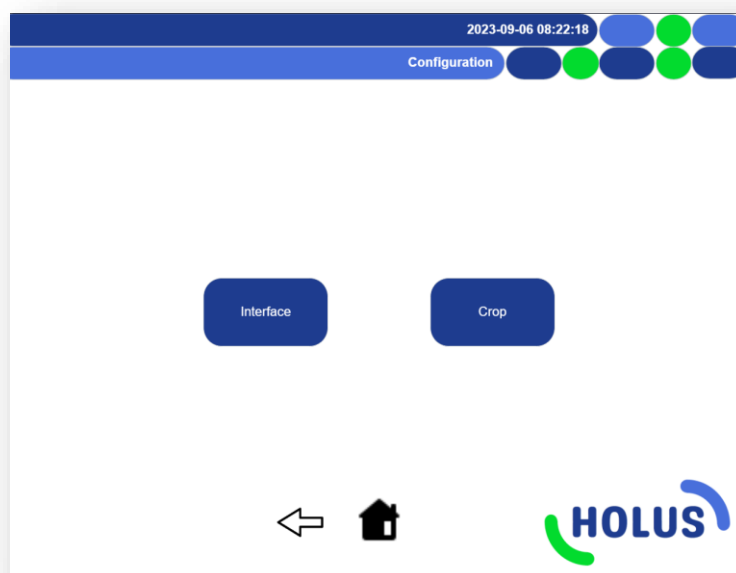 2023-09-06 08:22:18
Configuration
Interface
Crop
HOLUS